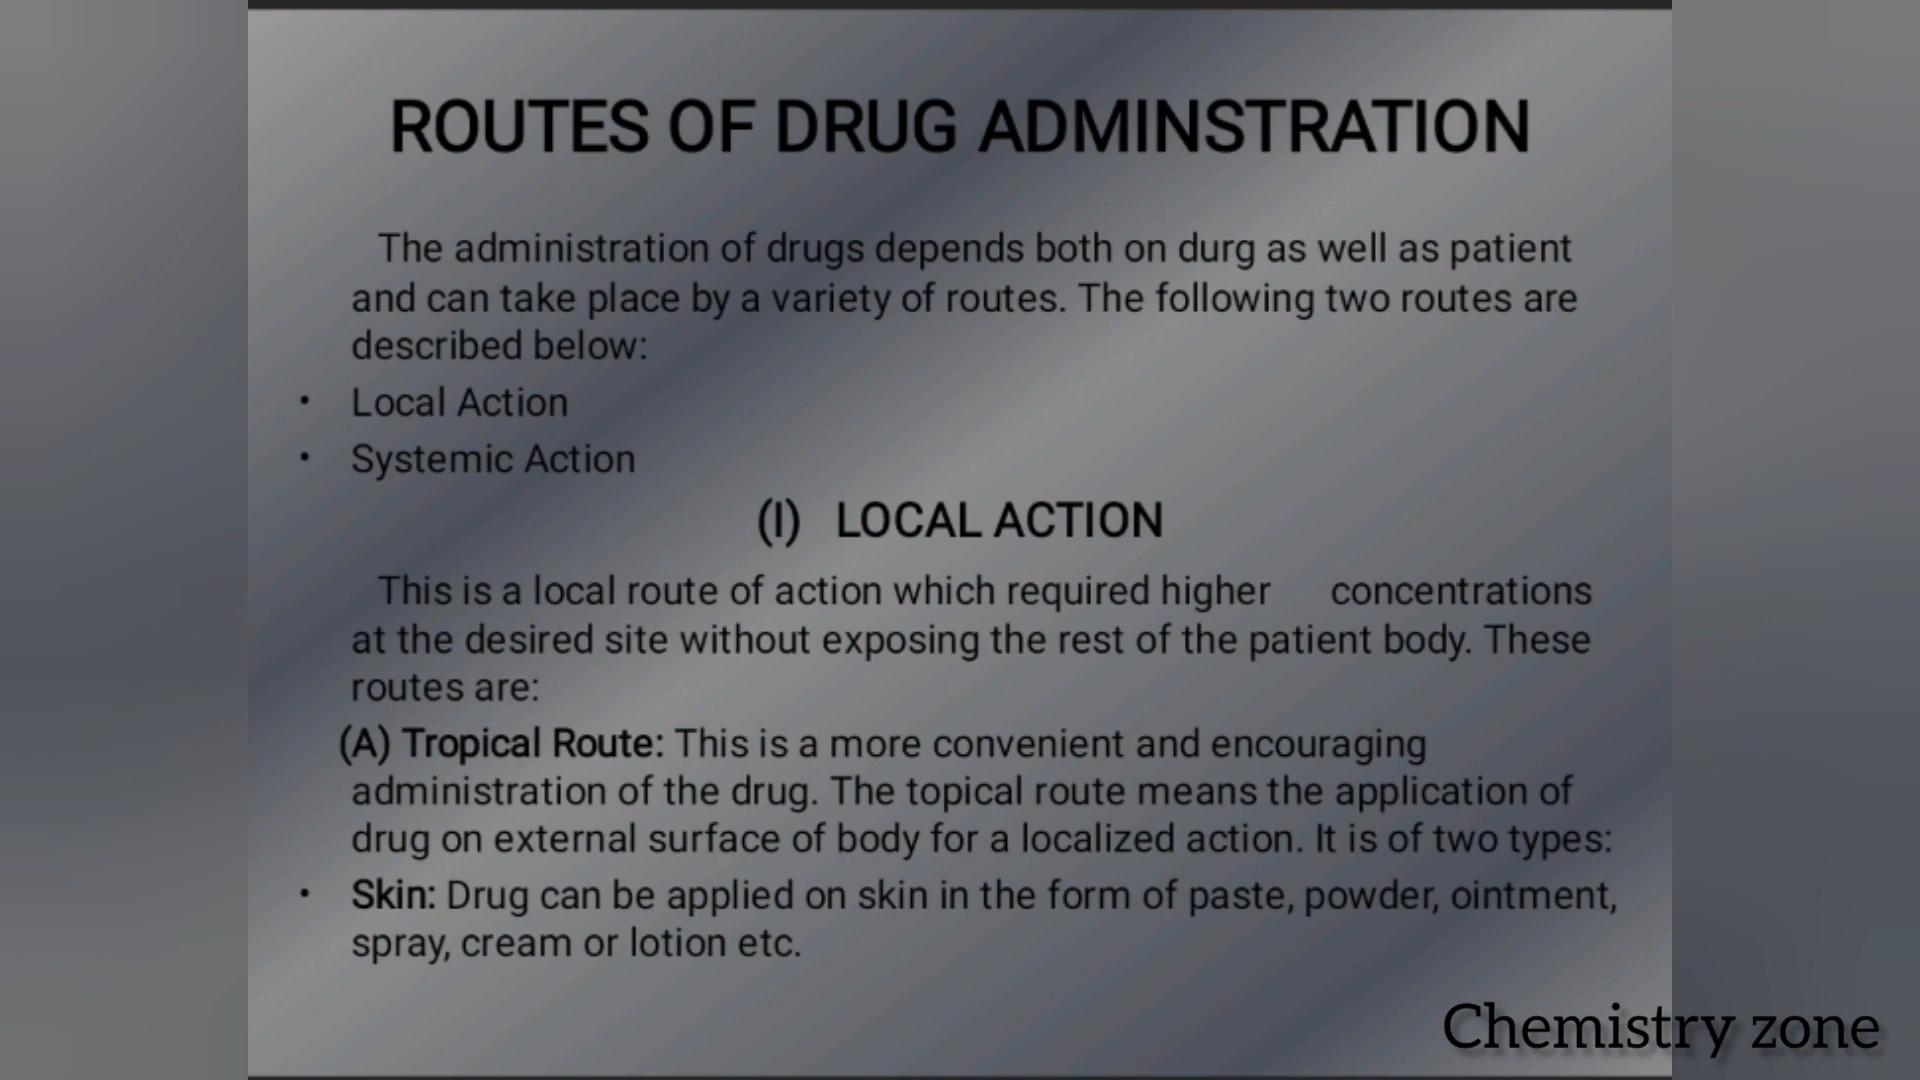 ROUTES OF DRUG ADMINSTRATION
The administration of drugs depends both on durg as well as patient
and can take place by a variety of routes. The following two routes are
described below:
• Local Action
• Systemic Action
(I) LOCAL ACTION
This is a local route of action which required higher concentrations
at the desired site without exposing the rest of the patient body. These
routes are:
(A) Tropical Route: This is a more convenient and encouraging
administration of the drug. The topical route means the application of
drug on external surface of body for a localized action. It is of two types:
• Skin: Drug can be applied on skin in the form of paste, powder, ointment,
spray, cream or lotion etc.
Chemistry zone